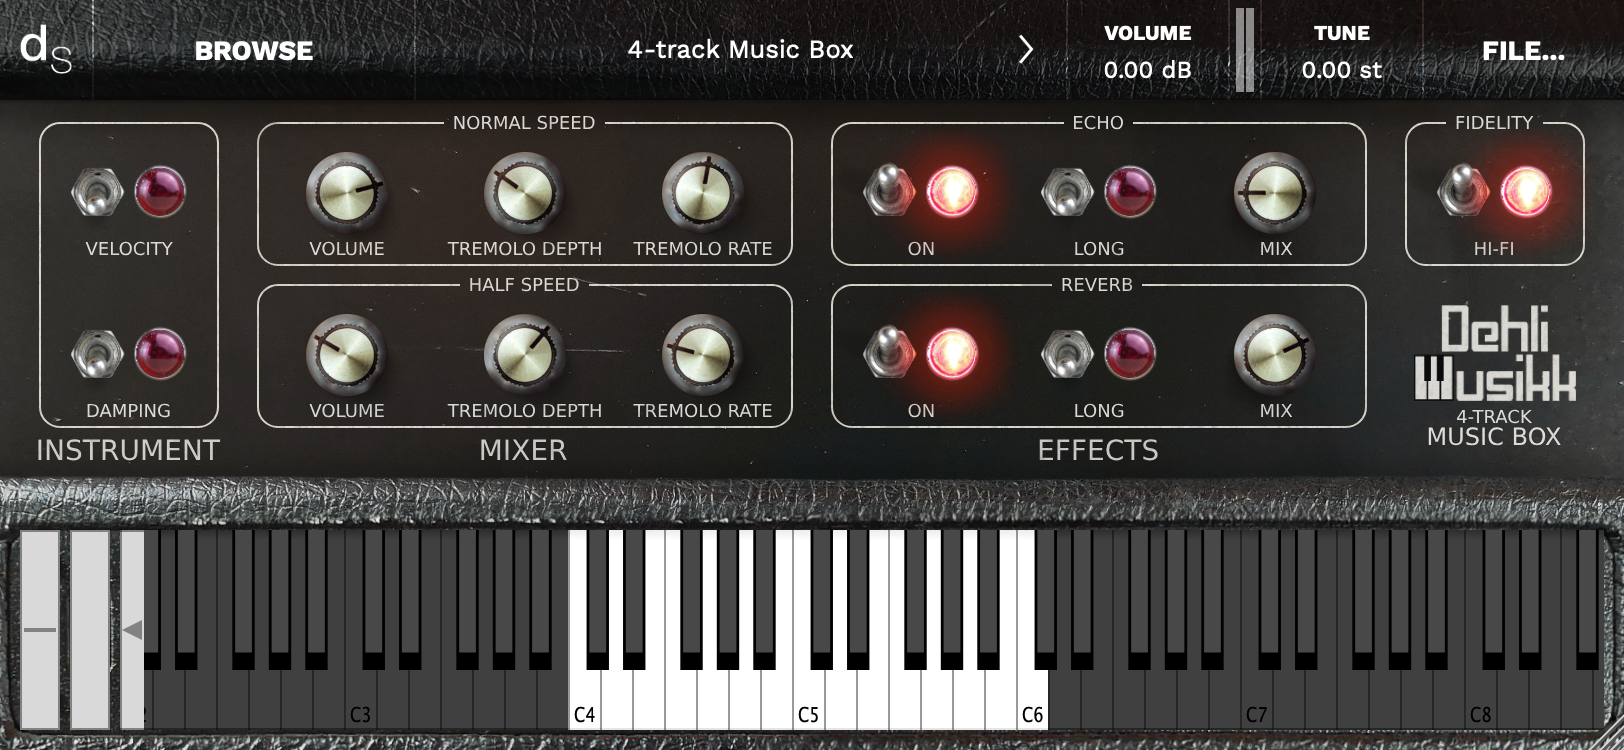 ds
BROWSE
4-track Music Box
VOLUME
0.00 dB
TUNE
0.00 st
FILE...
NORMAL SPEED
ECHO
FIDELITY
VELOCITY
VOLUME
TREMOLO DEPTH
TREMOLO RATE
ON
LONG
MIX
HI-FI
HALF SPEED
REVERB
DAMPING
VOLUME
TREMOLO DEPTH
TREMOLO RATE
ON
LONG
MIX
Dehli
Musikk
4-TRACK
MUSIC BOX
INSTRUMENT
MIXER
EFFECTS
C3
C4
C5
C6
C7
C8